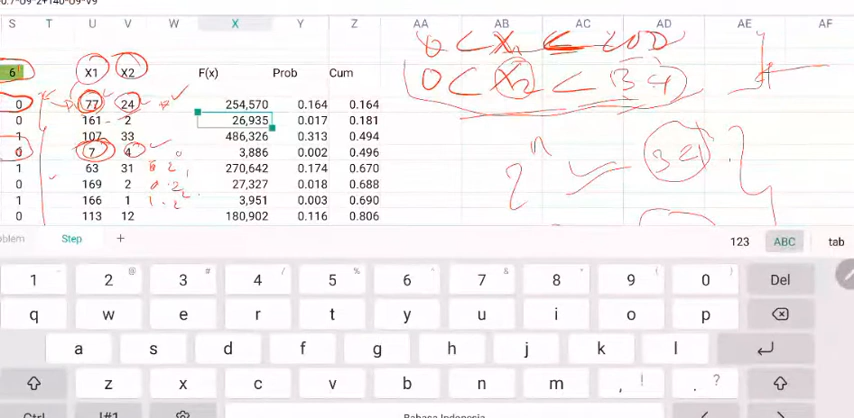 S T U V W X Y Z AA AB AC AD AE AF
6 X1 X2 F(x) Prob Cum
0 77 24 254,570 0.164 0.164
0 161 2 26,935 0.017 0.181
1 107 33 486,326 0.313 0.494
0 7 4 3,886 0.002 0.496
1 63 31 270,642 0.174 0.670
0 169 2 27,327 0.018 0.688
1 166 1 3,951 0.003 0.690
0 113 12 180,902 0.116 0.806
0 < X1 < 200
0 < X2 < 34
2^n
blem Step +
123 ABC tab
1 2 @ 3 # 4 / 5 % 6 ^ 7 & 8 * 9 ( 0 ) Del
q w e r t y u i o p
a s d f g h j k l
z x c v b n m , ! . ?
Ctrl !#1 Bahasa Indonesia < >